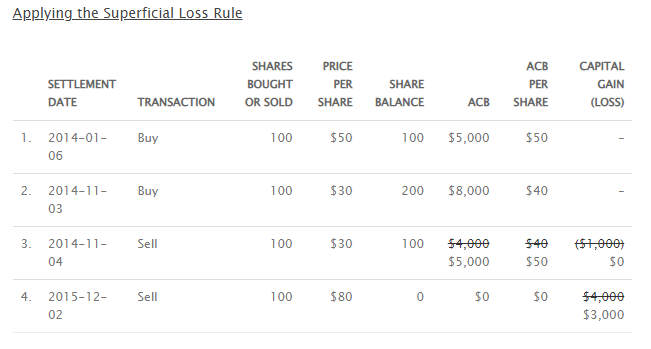 Applying the Superficial Loss Rule
SHARES PRICE ACB CAPITAL
SETTLEMENT BOUGHT PER SHARE PER GAIN
DATE TRANSACTION OR SOLD SHARE BALANCE ACB SHARE (LOSS)
1. 2014-01- Buy 100 $50 100 $5,000 $50 –
06
2. 2014-11- Buy 100 $30 200 $8,000 $40 –
03
3. 2014-11- Sell 100 $30 100 $4,000 $40 ($1,000)
04 $5,000 $50 $0
4. 2015-12- Sell 100 $80 0 $0 $0 $4,000
02 $3,000